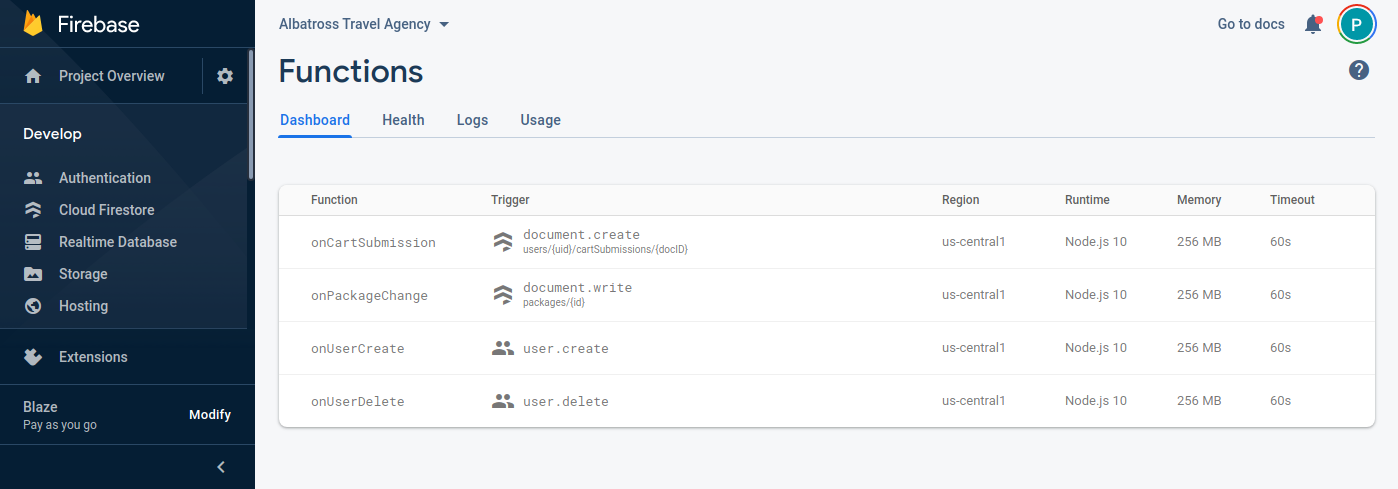 Firebase
Project Overview
Develop
Authentication
Cloud Firestore
Realtime Database
Storage
Hosting
Extensions
Blaze
Pay as you go
Modify
Albatross Travel Agency
Go to docs
P
Functions
?
Dashboard Health Logs Usage
Function Trigger Region Runtime Memory Timeout
onCartSubmission document.create us-central1 Node.js 10 256 MB 60s
users/{uid}/cartSubmissions/{docID}
onPackageChange document.write us-central1 Node.js 10 256 MB 60s
packages/{id}
onUserCreate user.create us-central1 Node.js 10 256 MB 60s
onUserDelete user.delete us-central1 Node.js 10 256 MB 60s